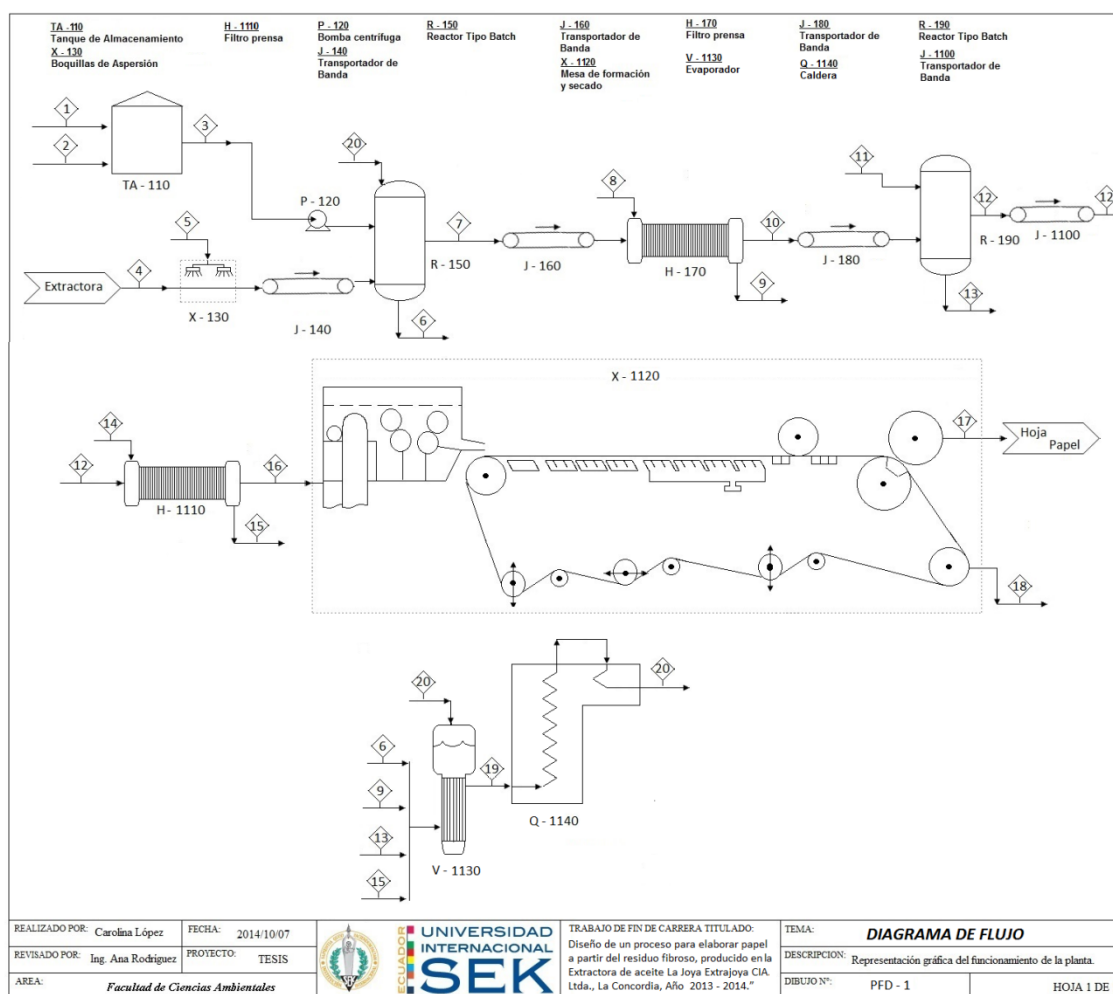 TA -110
Tanque de Almacenamiento
X - 130
Boquillas de Aspersión
H - 1110
Filtro prensa
P - 120
Bomba centrífuga
J - 140
Transportador de
Banda
R - 150
Reactor Tipo Batch
J - 160
Transportador de
Banda
X - 1120
Mesa de formación
y secado
H - 170
Filtro prensa
V - 1130
Evaporador
J - 180
Transportador de
Banda
Q - 1140
Caldera
R - 190
Reactor Tipo Batch
J - 1100
Transportador de
Banda
1
2
3
TA - 110
20
P - 120
5
4
Extractora
X - 130
J - 140
R - 150
7
6
J - 160
8
H - 170
10
9
J - 180
11
12
R - 190
12
J - 1100
13
X - 1120
14
12
16
H - 1110
15
17
Hoja
Papel
18
20
20
6
9
13
15
19
V - 1130
Q - 1140
REALIZADO POR: Carolina López
FECHA: 2014/10/07
REVISADO POR: Ing. Ana Rodriguez
PROYECTO: TESIS
AREA: Facultad de Ciencias Ambientales
ECUADOR
UNIVERSIDAD
INTERNACIONAL
SEK
TRABAJO DE FIN DE CARRERA TITULADO:
Diseño de un proceso para elaborar papel
a partir del residuo fibroso, producido en la
Extractora de aceite La Joya Extrajoya CIA.
Ltda., La Concordia, Año 2013 - 2014."
TEMA: DIAGRAMA DE FLUJO
DESCRIPCION: Representación gráfica del funcionamiento de la planta.
DIBUJO Nº: PFD - 1
HOJA 1 DE